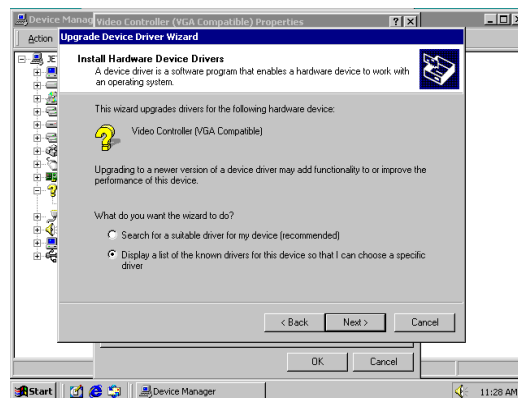 Device Manag
Video Controller (VGA Compatible) Properties
Action
Upgrade Device Driver Wizard
Install Hardware Device Drivers
A device driver is a software program that enables a hardware device to work with
an operating system.
This wizard upgrades drivers for the following hardware device:
Video Controller (VGA Compatible)
Upgrading to a newer version of a device driver may add functionality to or improve the
performance of this device.
What do you want the wizard to do?
Search for a suitable driver for my device (recommended)
Display a list of the known drivers for this device so that I can choose a specific
driver
< Back Next > Cancel
OK Cancel
Start Device Manager 11:28 AM